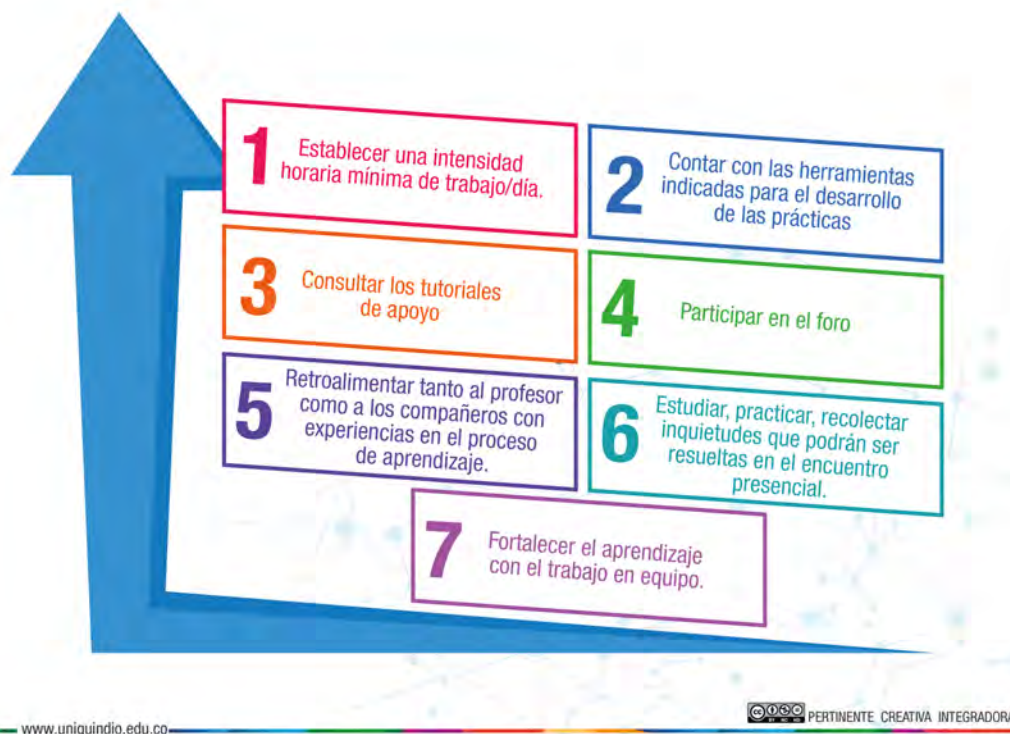 1
Establecer una intensidad
horaria mínima de trabajo/día.
2
Contar con las herramientas
indicadas para el desarrollo
de las prácticas
3
Consultar los tutoriales
de apoyo
4
Participar en el foro
5
Retroalimentar tanto al profesor
como a los compañeros con
experiencias en el proceso
de aprendizaje.
6
Estudiar, practicar, recolectar
inquietudes que podrán ser
resueltas en el encuentro
presencial.
7
Fortalecer el aprendizaje
con el trabajo en equipo.
www.uniquindio.edu.co
PERTINENTE CREATIVA INTEGRADORA